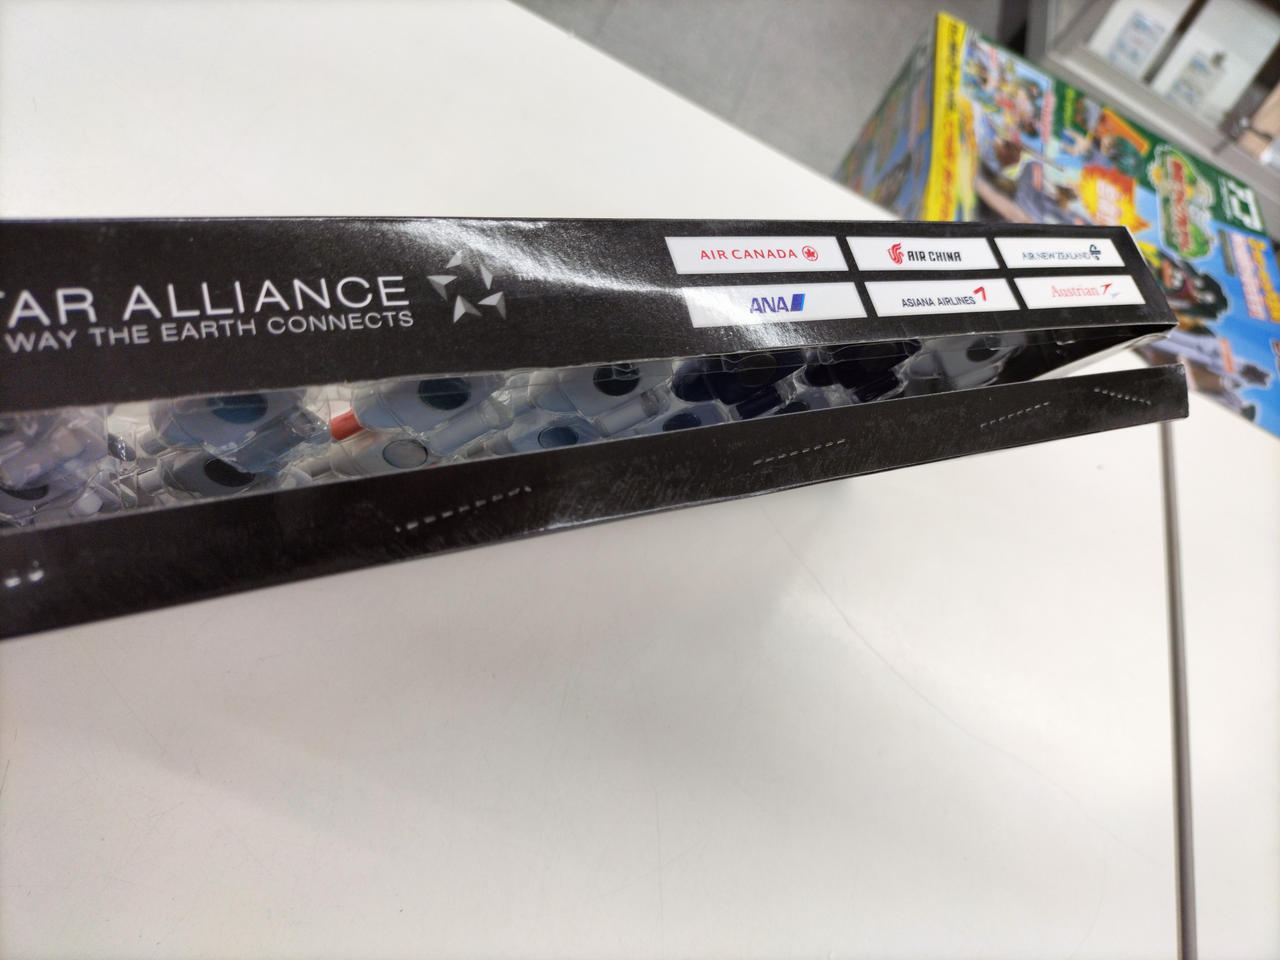 TAR ALLIANCE
WAY THE EARTH CONNECTS
AIR CANADA
AIR CHINA
AIR NEW ZEALAND
ANA
ASIANA AIRLINES
Austrian